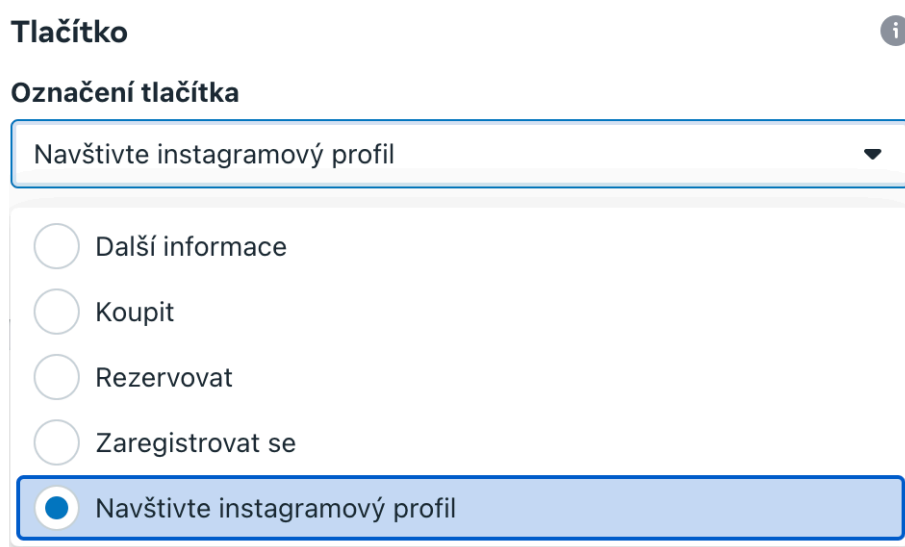 Tlačítko
Označení tlačítka
Navštivte instagramový profil
Další informace
Koupit
Rezervovat
Zaregistrovat se
Navštivte instagramový profil